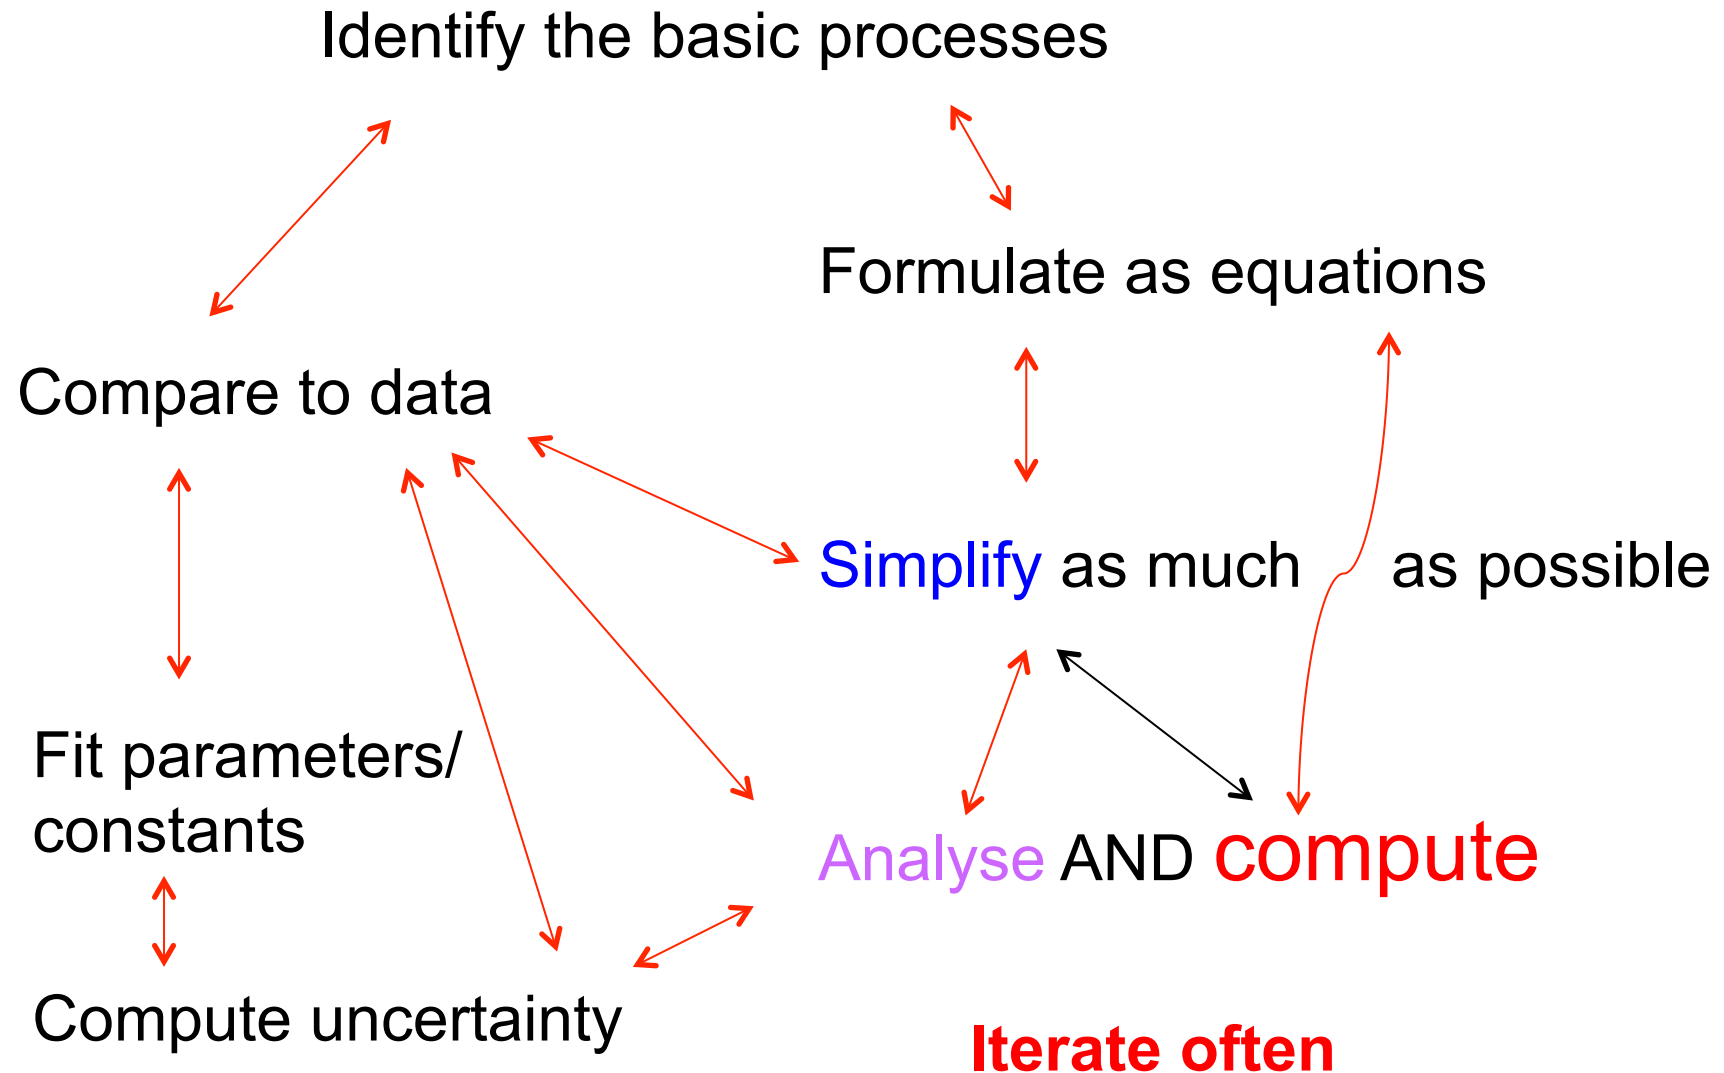 Identify the basic processes
Formulate as equations
Compare to data
Simplify as much as possible
Fit parameters/
constants
Analyse AND compute
Compute uncertainty
Iterate often